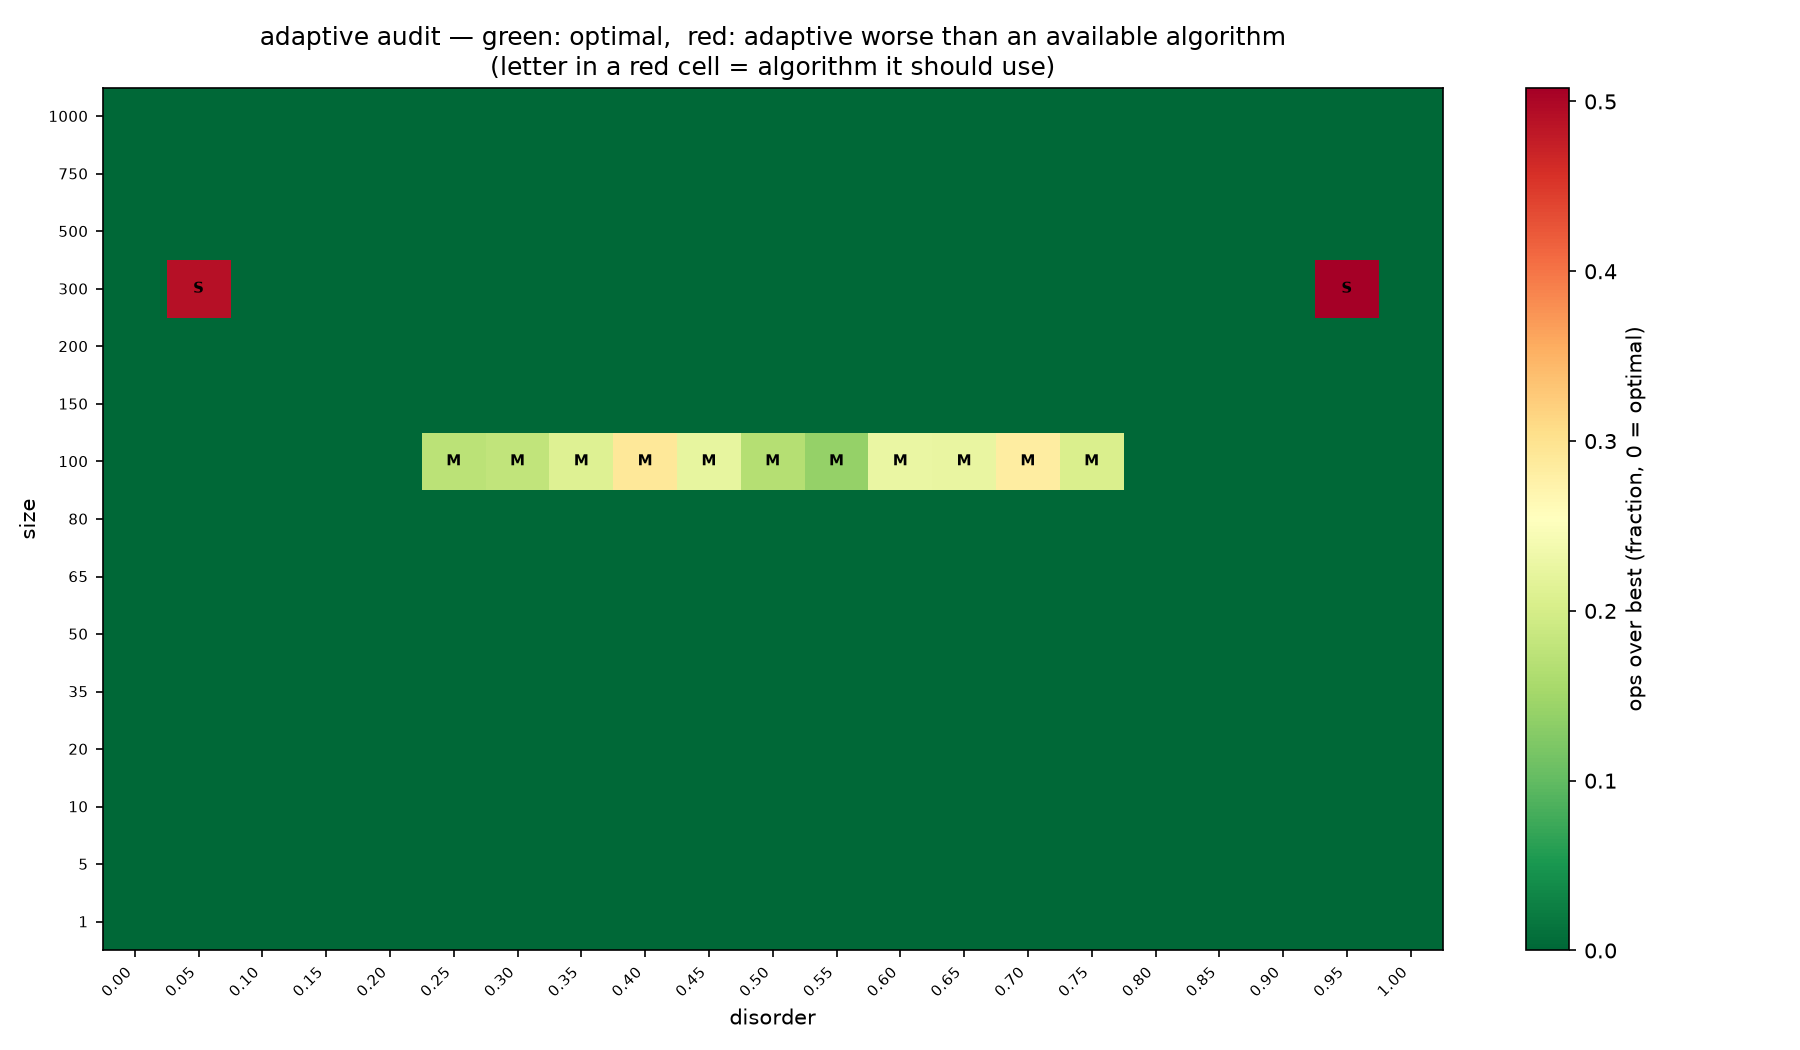 adaptive audit — green: optimal,  red: adaptive worse than an available algorithm
(letter in a red cell = algorithm it should use)
size
1000
750
500
300
200
150
100
80
65
50
35
20
10
5
1
S S
M M M M M M M M M M M
0.00 0.05 0.10 0.15 0.20 0.25 0.30 0.35 0.40 0.45 0.50 0.55 0.60 0.65 0.70 0.75 0.80 0.85 0.90 0.95 1.00
disorder
0.5
0.4
0.3
0.2
0.1
0.0
ops over best (fraction, 0 = optimal)